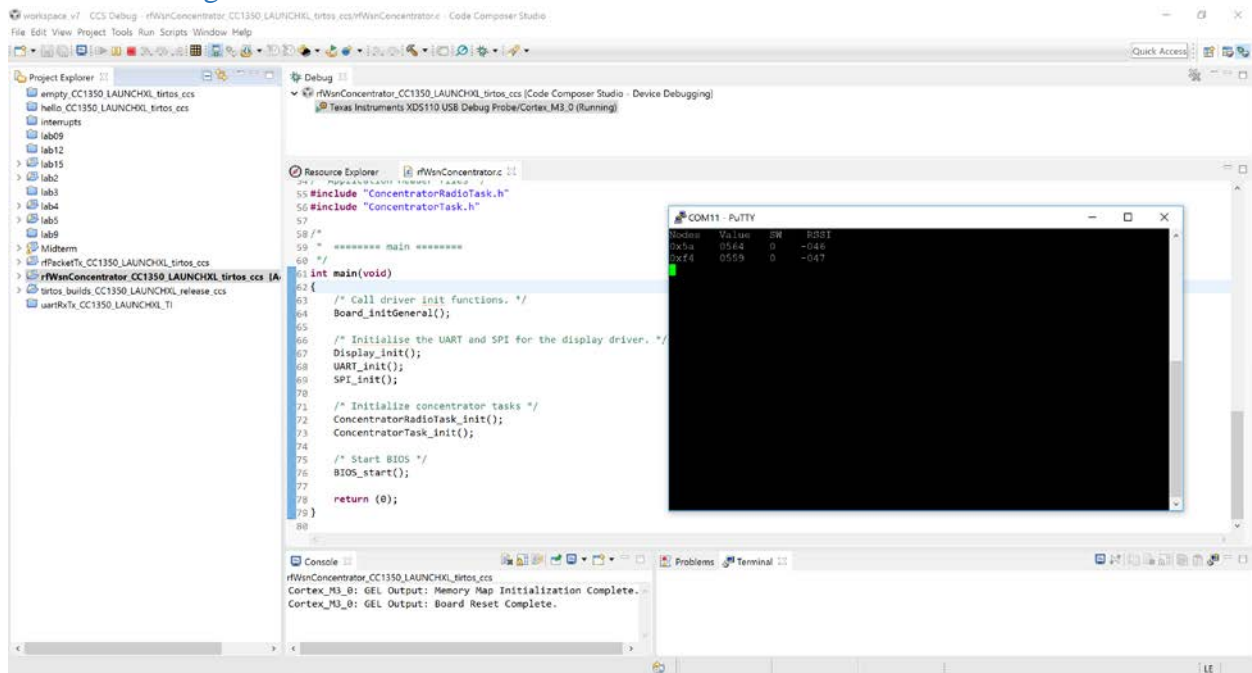 workspace_v7 CCS Debug - rfWsnConcentrator_CC1350_LAUNCHXL_tirtos_ccs/rfWsnConcentrator.c - Code Composer Studio
File Edit View Project Tools Run Scripts Window Help
Quick Access
Project Explorer
empty_CC1350_LAUNCHXL_tirtos_ccs
hello_CC1350_LAUNCHXL_tirtos_ccs
interrupts
lab09
lab12
lab15
lab2
lab3
lab4
lab5
lab9
Midterm
rfPacketTx_CC1350_LAUNCHXL_tirtos_ccs
rfWsnConcentrator_CC1350_LAUNCHXL_tirtos_ccs [A
tirtos_builds_CC1350_LAUNCHXL_release_ccs
uartRxTx_CC1350_LAUNCHXL_TI
Debug
rfWsnConcentrator_CC1350_LAUNCHXL_tirtos_ccs [Code Composer Studio - Device Debugging]
Texas Instruments XDS110 USB Debug Probe/Cortex_M3_0 (Running)
Resource Explorer rfWsnConcentrator.c
55 #include "ConcentratorRadioTask.h"
56 #include "ConcentratorTask.h"
57
58 /*
59 * ======== main ========
60 */
61 int main(void)
62 {
63 /* Call driver init functions. */
64 Board_initGeneral();
65
66 /* Initialise the UART and SPI for the display driver. */
67 Display_init();
68 UART_init();
69 SPI_init();
70
71 /* Initialize concentrator tasks */
72 ConcentratorRadioTask_init();
73 ConcentratorTask_init();
74
75 /* Start BIOS */
76 BIOS_start();
77
78 return (0);
79 }
80
COM11 - PuTTY
Nodes Value SW RSSI
0x5a 0564 0 -046
0xf4 0559 0 -047
Console
rfWsnConcentrator_CC1350_LAUNCHXL_tirtos_ccs
Cortex_M3_0: GEL Output: Memory Map Initialization Complete.
Cortex_M3_0: GEL Output: Board Reset Complete.
Problems Terminal
LE